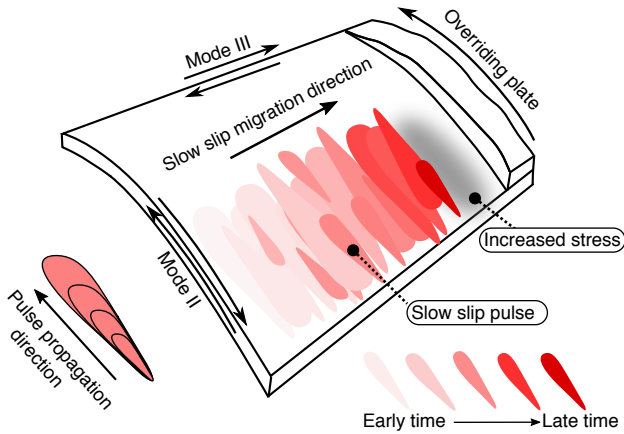 Mode III
Overriding plate
Slow slip migration direction
Mode II
Increased stress
Slow slip pulse
Pulse propagation
direction
Early time
Late time